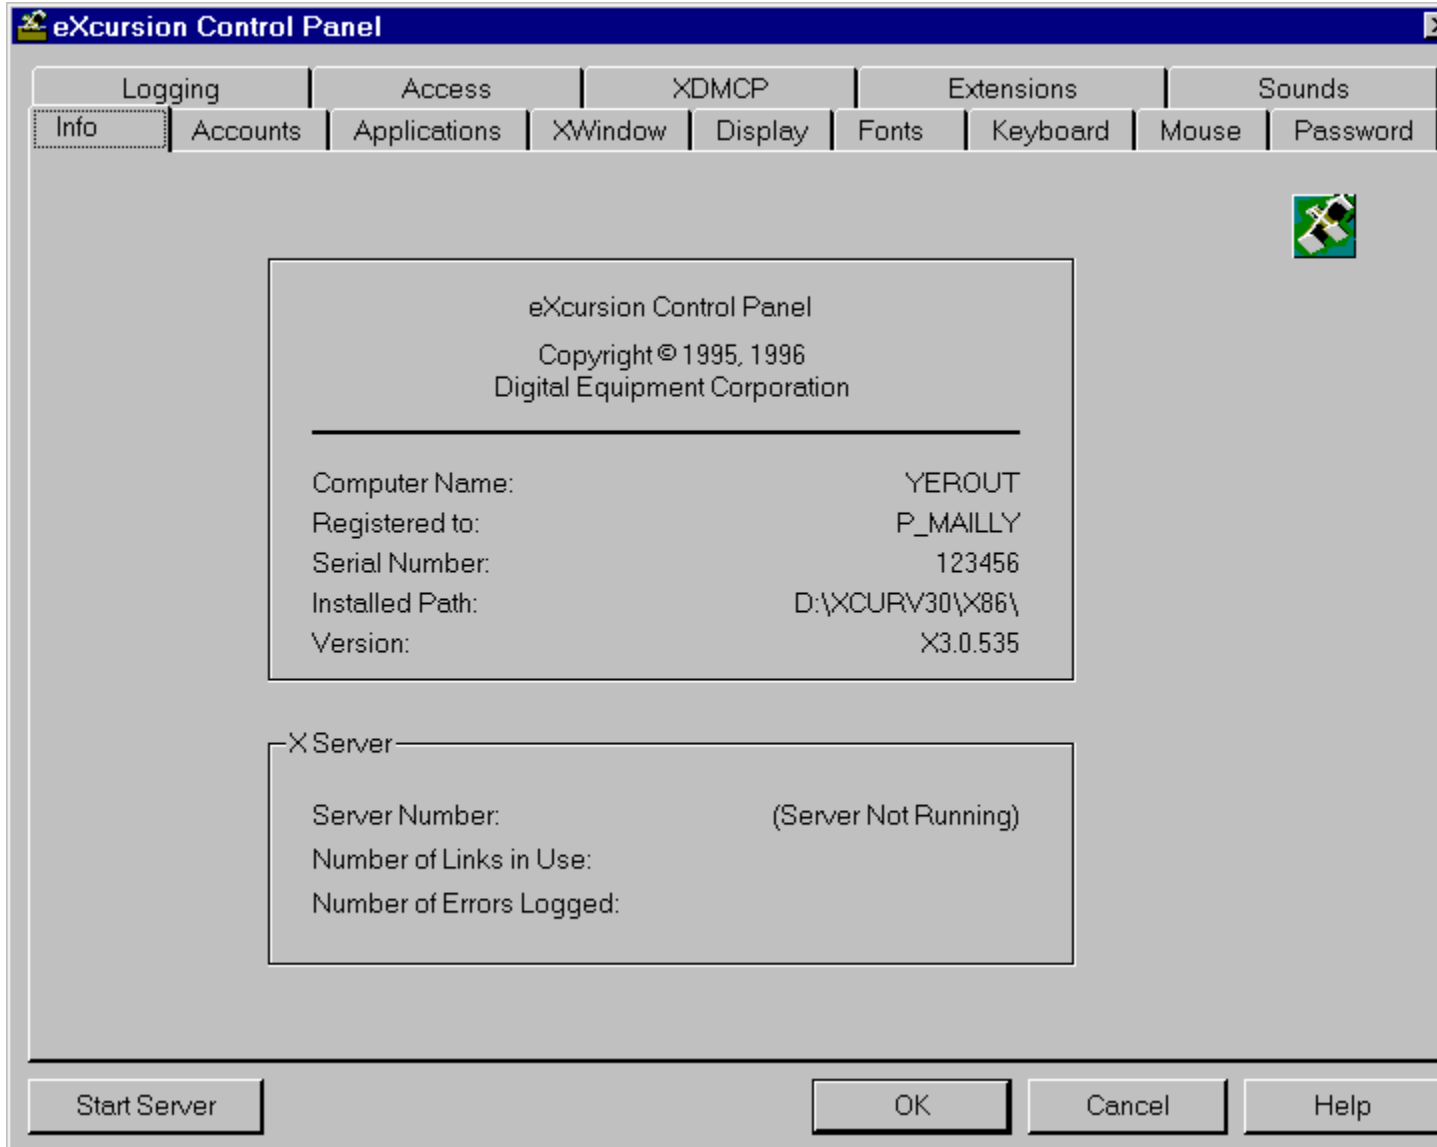 eXcursion Control Panel
Logging Access XDMCP Extensions Sounds
Info Accounts Applications XWindow Display Fonts Keyboard Mouse Password
eXcursion Control Panel
Copyright © 1995, 1996
Digital Equipment Corporation
Computer Name: YEROUT
Registered to: P_MAILLY
Serial Number: 123456
Installed Path: D:\XCURV30\X86\
Version: X3.0.535
X Server
Server Number: (Server Not Running)
Number of Links in Use:
Number of Errors Logged:
Start Server OK Cancel Help